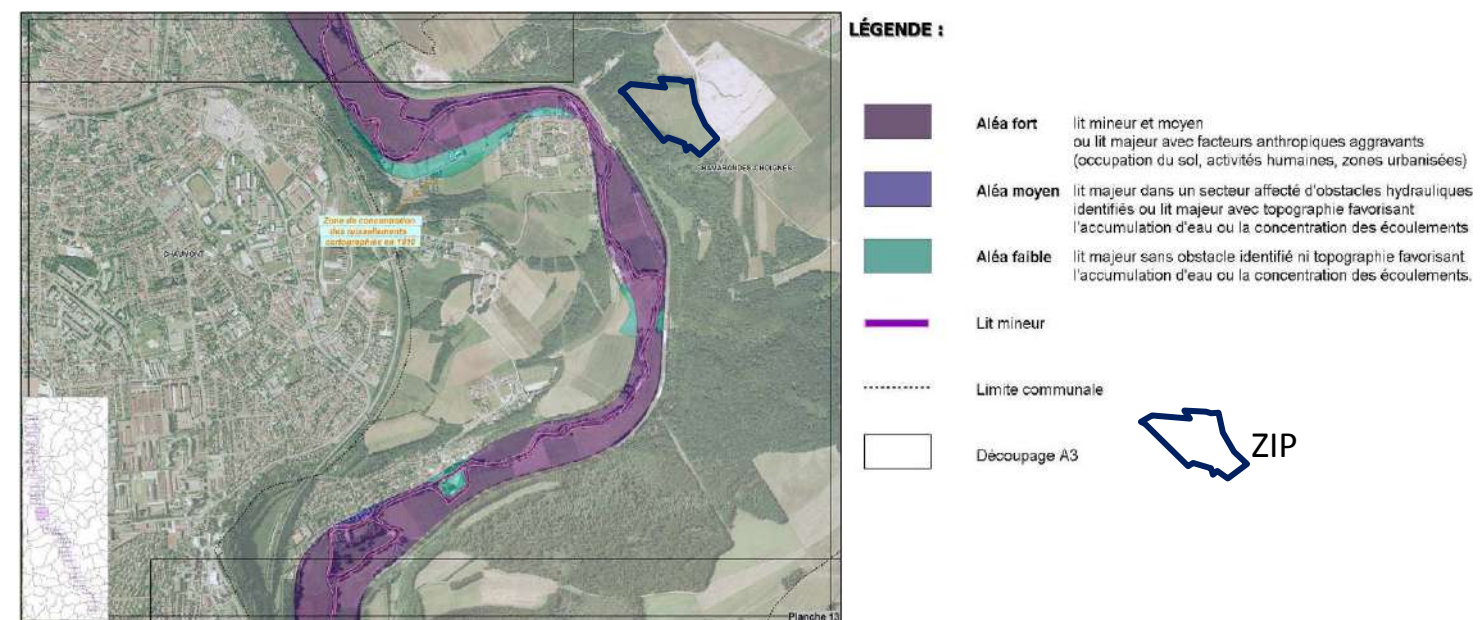 LÉGENDE :
CHAMARANDES-CHOIGNES
Zone de concentration
des ruissellements
cartographiée en 1910
CHAUMONT
Planche 13
Aléa fort
lit mineur et moyen
ou lit majeur avec facteurs anthropiques aggravants
(occupation du sol, activités humaines, zones urbanisées)
Aléa moyen
lit majeur dans un secteur affecté d'obstacles hydrauliques
identifiés ou lit majeur avec topographie favorisant
l'accumulation d'eau ou la concentration des écoulements
Aléa faible
lit majeur sans obstacle identifié ni topographie favorisant
l'accumulation d'eau ou la concentration des écoulements.
Lit mineur
Limite communale
Découpage A3
ZIP